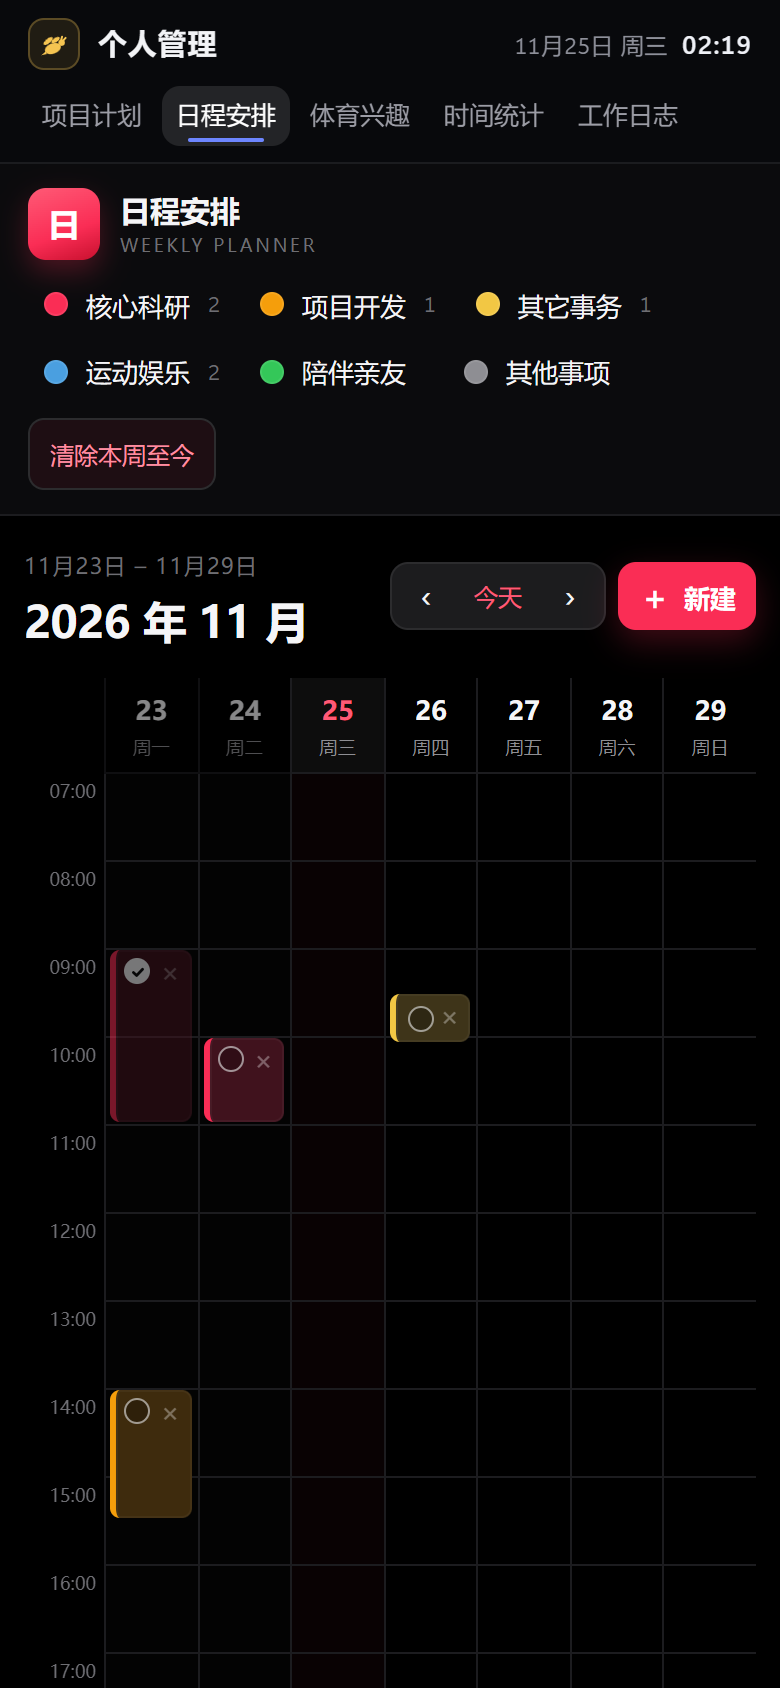 个人管理
11月25日 周三 02:19
项目计划 日程安排 体育兴趣 时间统计 工作日志
日
日程安排
WEEKLY PLANNER
核心科研 2 项目开发 1 其它事务 1
运动娱乐 2 陪伴亲友 其他事项
清除本周至今
11月23日 – 11月29日
2026 年 11 月
‹ 今天 ›
+ 新建
23 24 25 26 27 28 29
周一 周二 周三 周四 周五 周六 周日
07:00
08:00
09:00
10:00
11:00
12:00
13:00
14:00
15:00
16:00
17:00